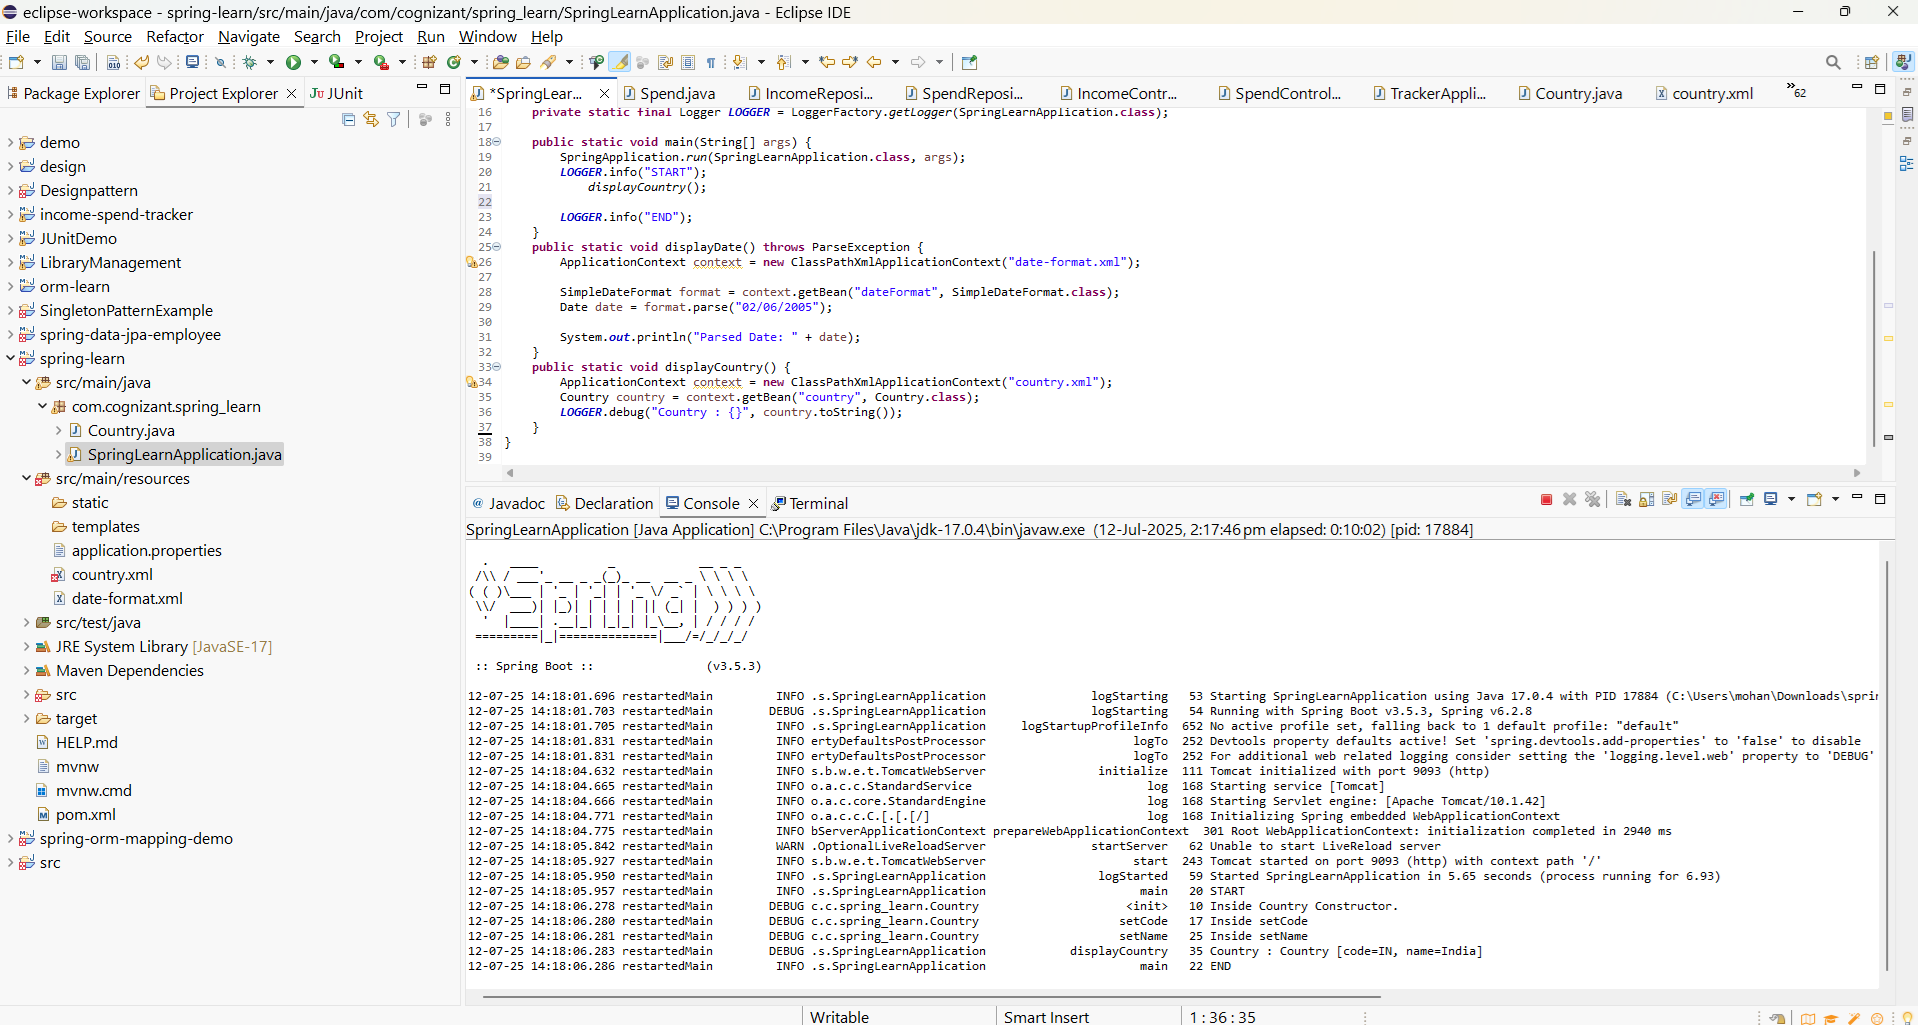 eclipse-workspace - spring-learn/src/main/java/com/cognizant/spring_learn/SpringLearnApplication.java - Eclipse IDE
File Edit Source Refactor Navigate Search Project Run Window Help
Package Explorer Project Explorer JUnit
demo
design
Designpattern
income-spend-tracker
JUnitDemo
LibraryManagement
orm-learn
SingletonPatternExample
spring-data-jpa-employee
spring-learn
src/main/java
com.cognizant.spring_learn
Country.java
SpringLearnApplication.java
src/main/resources
static
templates
application.properties
country.xml
date-format.xml
src/test/java
JRE System Library [JavaSE-17]
Maven Dependencies
src
target
HELP.md
mvnw
mvnw.cmd
pom.xml
spring-orm-mapping-demo
src
*SpringLear... Spend.java IncomeReposi... SpendReposi... IncomeContr... SpendControl... TrackerAppli... Country.java country.xml »62
16 private static final Logger LOGGER = LoggerFactory.getLogger(SpringLearnApplication.class);
17
18 public static void main(String[] args) {
19 SpringApplication.run(SpringLearnApplication.class, args);
20 LOGGER.info("START");
21 displayCountry();
22
23 LOGGER.info("END");
24 }
25 public static void displayDate() throws ParseException {
26 ApplicationContext context = new ClassPathXmlApplicationContext("date-format.xml");
27
28 SimpleDateFormat format = context.getBean("dateFormat", SimpleDateFormat.class);
29 Date date = format.parse("02/06/2005");
30
31 System.out.println("Parsed Date: " + date);
32 }
33 public static void displayCountry() {
34 ApplicationContext context = new ClassPathXmlApplicationContext("country.xml");
35 Country country = context.getBean("country", Country.class);
36 LOGGER.debug("Country : {}", country.toString());
37 }
38 }
39
Javadoc Declaration Console Terminal
SpringLearnApplication [Java Application] C:\Program Files\Java\jdk-17.0.4\bin\javaw.exe (12-Jul-2025, 2:17:46 pm elapsed: 0:10:02) [pid: 17884]
:: Spring Boot :: (v3.5.3)
12-07-25 14:18:01.696 restartedMain INFO .s.SpringLearnApplication logStarting 53 Starting SpringLearnApplication using Java 17.0.4 with PID 17884 (C:\Users\mohan\Downloads\sprin
12-07-25 14:18:01.703 restartedMain DEBUG .s.SpringLearnApplication logStarting 54 Running with Spring Boot v3.5.3, Spring v6.2.8
12-07-25 14:18:01.705 restartedMain INFO .s.SpringLearnApplication logStartupProfileInfo 652 No active profile set, falling back to 1 default profile: "default"
12-07-25 14:18:01.831 restartedMain INFO ertyDefaultsPostProcessor logTo 252 Devtools property defaults active! Set 'spring.devtools.add-properties' to 'false' to disable
12-07-25 14:18:01.831 restartedMain INFO ertyDefaultsPostProcessor logTo 252 For additional web related logging consider setting the 'logging.level.web' property to 'DEBUG'
12-07-25 14:18:04.632 restartedMain INFO s.b.w.e.t.TomcatWebServer initialize 111 Tomcat initialized with port 9093 (http)
12-07-25 14:18:04.665 restartedMain INFO o.a.c.c.StandardService log 168 Starting service [Tomcat]
12-07-25 14:18:04.666 restartedMain INFO o.a.c.core.StandardEngine log 168 Starting Servlet engine: [Apache Tomcat/10.1.42]
12-07-25 14:18:04.771 restartedMain INFO o.a.c.c.C.[.[.[/] log 168 Initializing Spring embedded WebApplicationContext
12-07-25 14:18:04.775 restartedMain INFO bServerApplicationContext prepareWebApplicationContext 301 Root WebApplicationContext: initialization completed in 2940 ms
12-07-25 14:18:05.842 restartedMain WARN .OptionalLiveReloadServer startServer 62 Unable to start LiveReload server
12-07-25 14:18:05.927 restartedMain INFO s.b.w.e.t.TomcatWebServer start 243 Tomcat started on port 9093 (http) with context path '/'
12-07-25 14:18:05.950 restartedMain INFO .s.SpringLearnApplication logStarted 59 Started SpringLearnApplication in 5.65 seconds (process running for 6.93)
12-07-25 14:18:05.957 restartedMain INFO .s.SpringLearnApplication main 20 START
12-07-25 14:18:06.278 restartedMain DEBUG c.c.spring_learn.Country <init> 10 Inside Country Constructor.
12-07-25 14:18:06.280 restartedMain DEBUG c.c.spring_learn.Country setCode 17 Inside setCode
12-07-25 14:18:06.281 restartedMain DEBUG c.c.spring_learn.Country setName 25 Inside setName
12-07-25 14:18:06.283 restartedMain DEBUG .s.SpringLearnApplication displayCountry 35 Country : Country [code=IN, name=India]
12-07-25 14:18:06.286 restartedMain INFO .s.SpringLearnApplication main 22 END
Writable Smart Insert 1 : 36 : 35